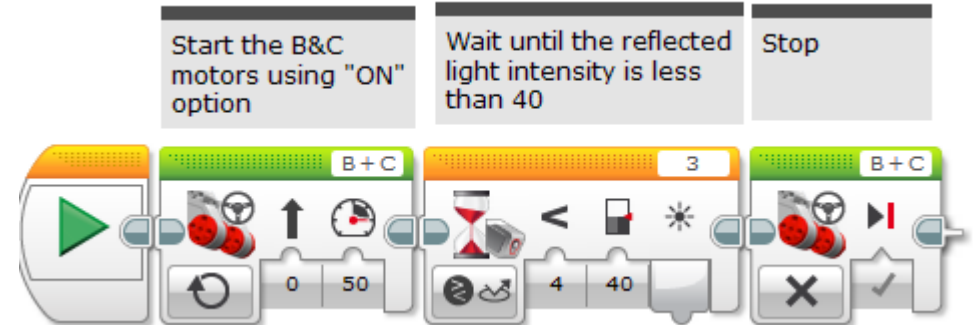 Start the B&C
motors using "ON"
option
Wait until the reflected
light intensity is less
than 40
Stop
B+C
3
B+C
0 50
4 40